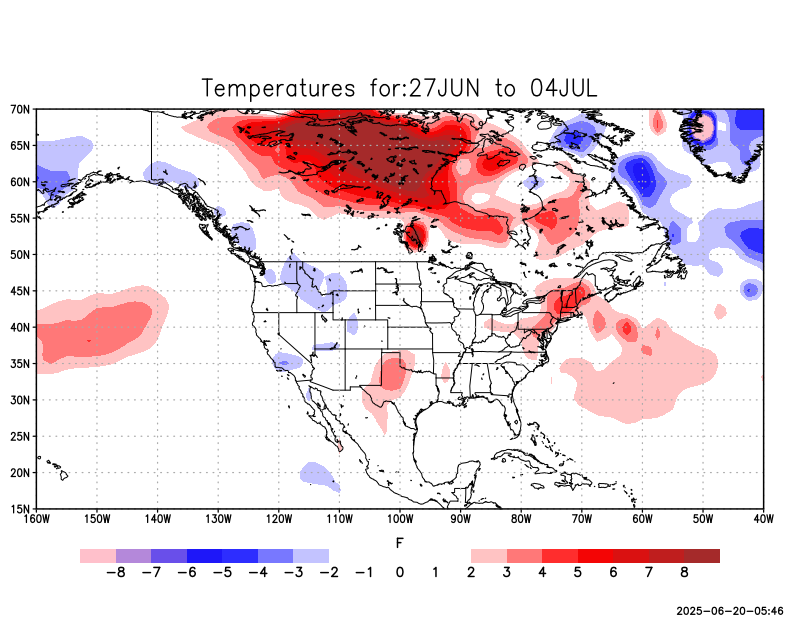 Temperatures for:27JUN to 04JUL
70N
65N
60N
55N
50N
45N
40N
35N
30N
25N
20N
15N
160W 150W 140W 130W 120W 110W 100W 90W 80W 70W 60W 50W 40W
F
-8 -7 -6 -5 -4 -3 -2 -1 0 1 2 3 4 5 6 7 8
2025-06-20-05:46